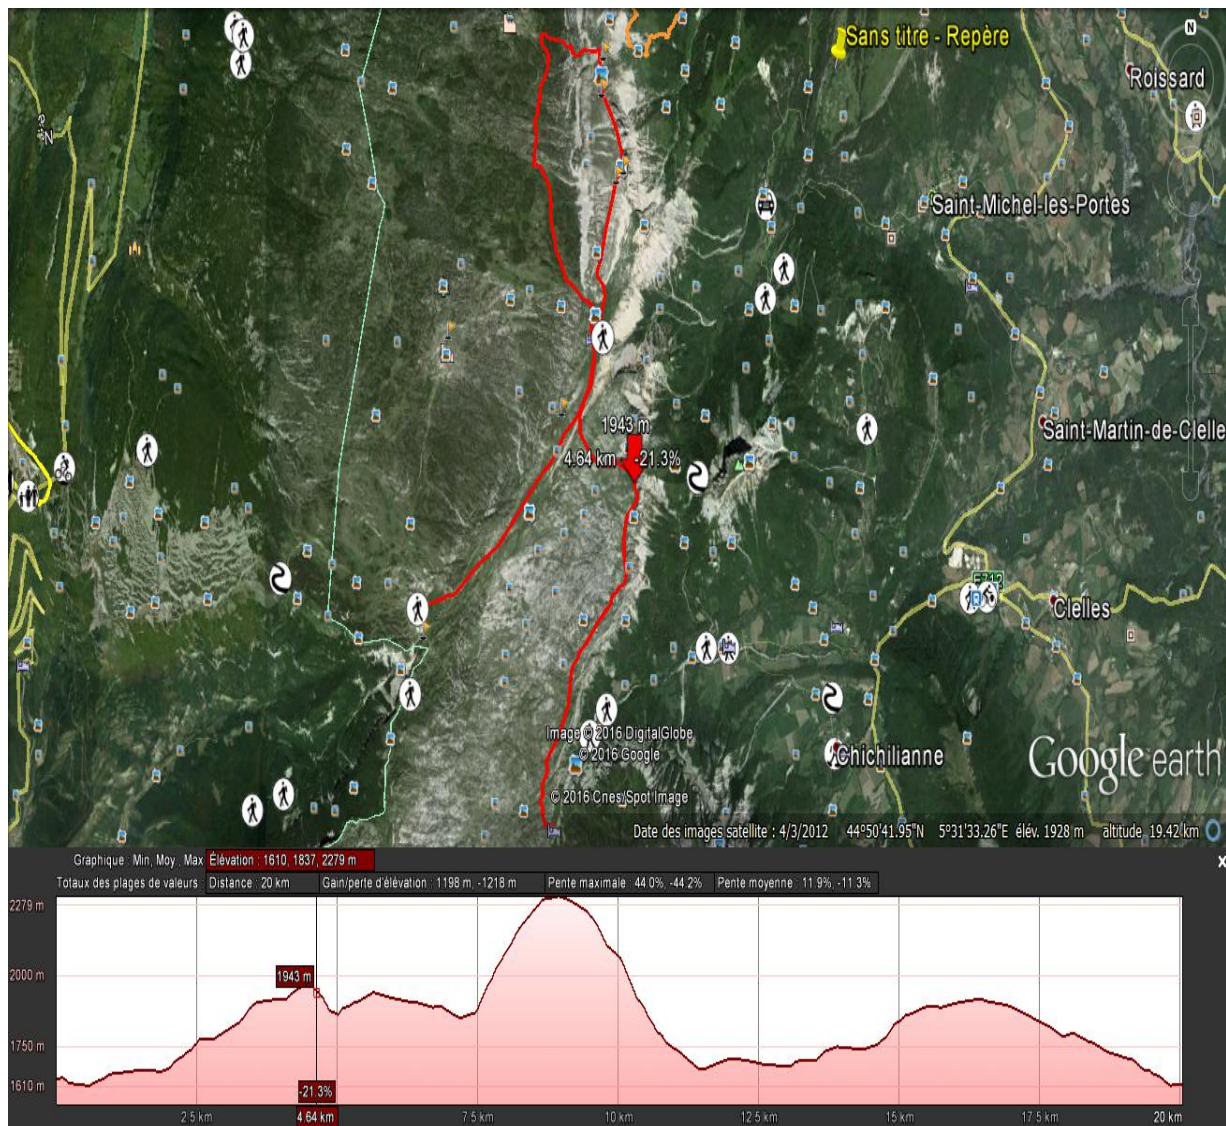 Sans titre - Repère
N
Roissard
N
Saint-Michel-les-Portes
1943 m
Saint-Martin-de-Clelle
4.64 km -21.3%
Clelles
Image © 2016 DigitalGlobe
© 2016 Google
Chichilianne
Google earth
© 2016 Cnes/Spot Image
Date des images satellite : 4/3/2012 44°50'41.95"N 5°31'33.26"E élév. 1928 m altitude 19.42 km
Graphique : Min, Moy., Max Élévation : 1610, 1837, 2279 m
x
Totaux des plages de valeurs : Distance : 20 km Gain/perte d'élévation : 1198 m, -1218 m Pente maximale : 44.0%, -44.2% Pente moyenne : 11.9%, -11.3%
2279 m
2000 m
1943 m
1750 m
1610 m
-21.3%
2.5 km 4.64 km 7.5 km 10 km 12.5 km 15 km 17.5 km 20 km